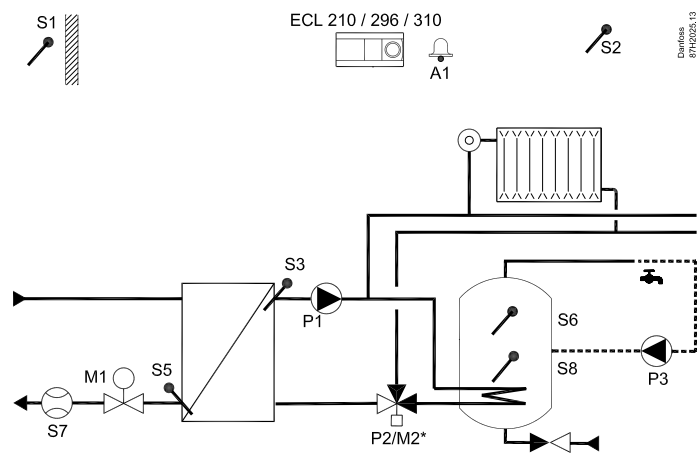 S1
ECL 210 / 296 / 310
A1
S2
Danfoss
87H2025.13
S3
P1
S6
S8
P3
M1
S5
S7
P2/M2*